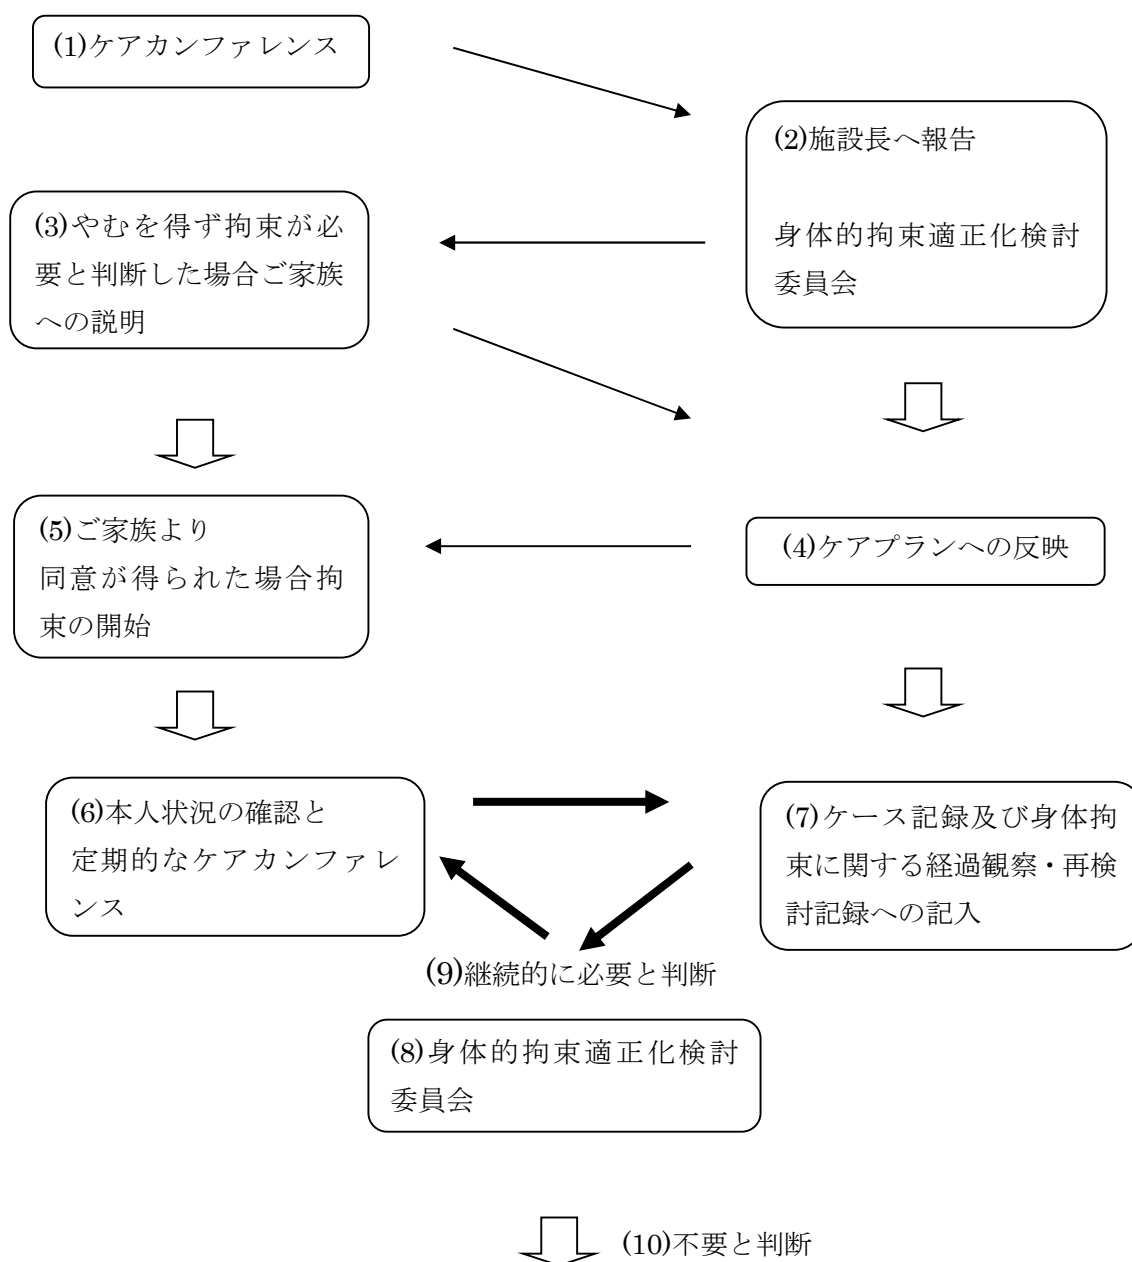 (1)ケアカンファレンス
(2)施設長へ報告
身体的拘束適正化検討
委員会
(3)やむを得ず拘束が必
要と判断した場合ご家族
への説明
(4)ケアプランへの反映
(5)ご家族より
同意が得られた場合拘
束の開始
(6)本人状況の確認と
定期的なケアカンファレ
ンス
(7)ケース記録及び身体拘
束に関する経過観察・再検
討記録への記入
(9)継続的に必要と判断
(8)身体的拘束適正化検討
委員会
(10)不要と判断